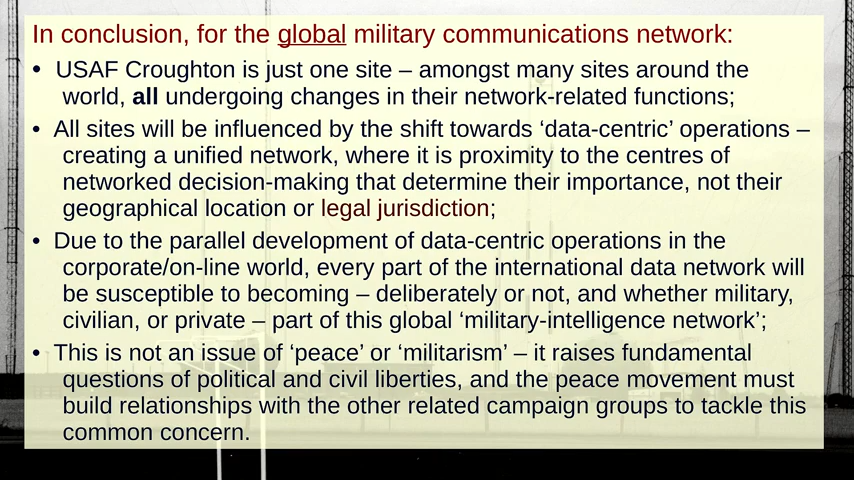 In conclusion, for the global military communications network:
• USAF Croughton is just one site – amongst many sites around the
world, all undergoing changes in their network-related functions;
• All sites will be influenced by the shift towards ‘data-centric’ operations –
creating a unified network, where it is proximity to the centres of
networked decision-making that determine their importance, not their
geographical location or legal jurisdiction;
• Due to the parallel development of data-centric operations in the
corporate/on-line world, every part of the international data network will
be susceptible to becoming – deliberately or not, and whether military,
civilian, or private – part of this global ‘military-intelligence network’;
• This is not an issue of ‘peace’ or ‘militarism’ – it raises fundamental
questions of political and civil liberties, and the peace movement must
build relationships with the other related campaign groups to tackle this
common concern.